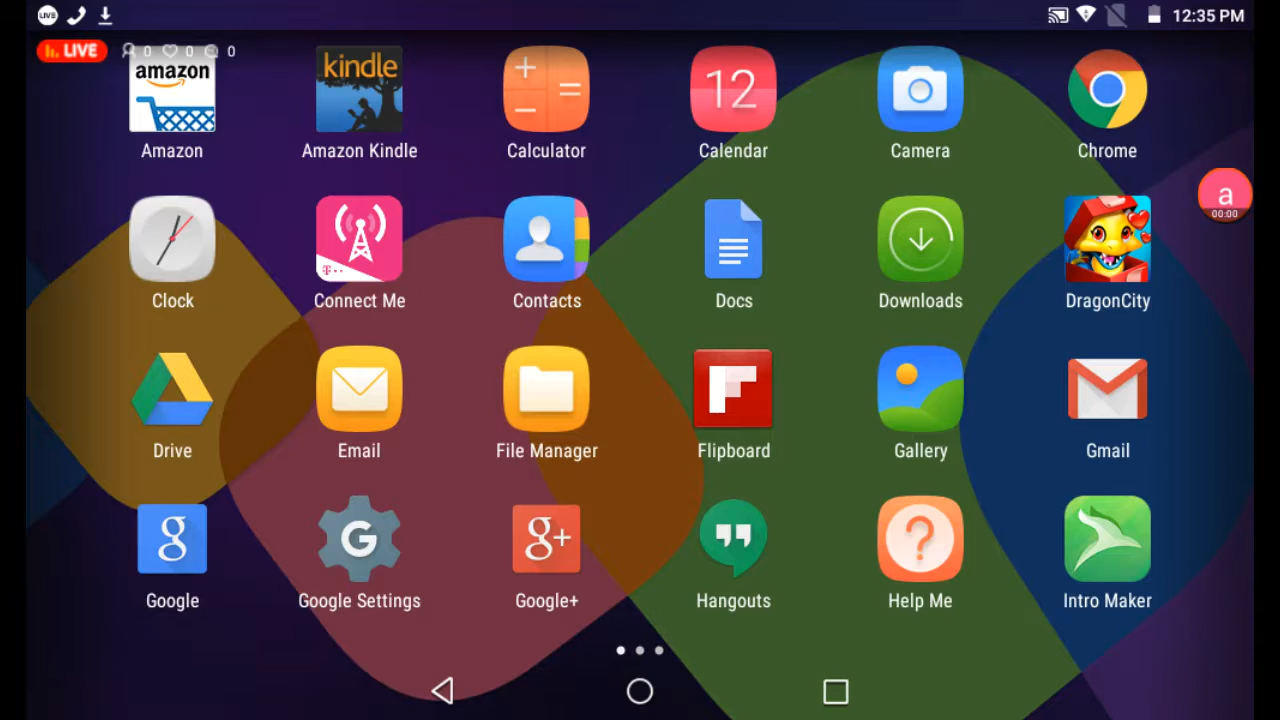 LIVE
12:35 PM
LIVE 0 0 0
amazon
kindle
12
Amazon
Amazon Kindle
Calculator
Calendar
Camera
Chrome
a
00:00
T
Clock
Connect Me
Contacts
Docs
Downloads
DragonCity
Drive
Email
File Manager
Flipboard
Gallery
Gmail
g
G
g+
?
Google
Google Settings
Google+
Hangouts
Help Me
Intro Maker